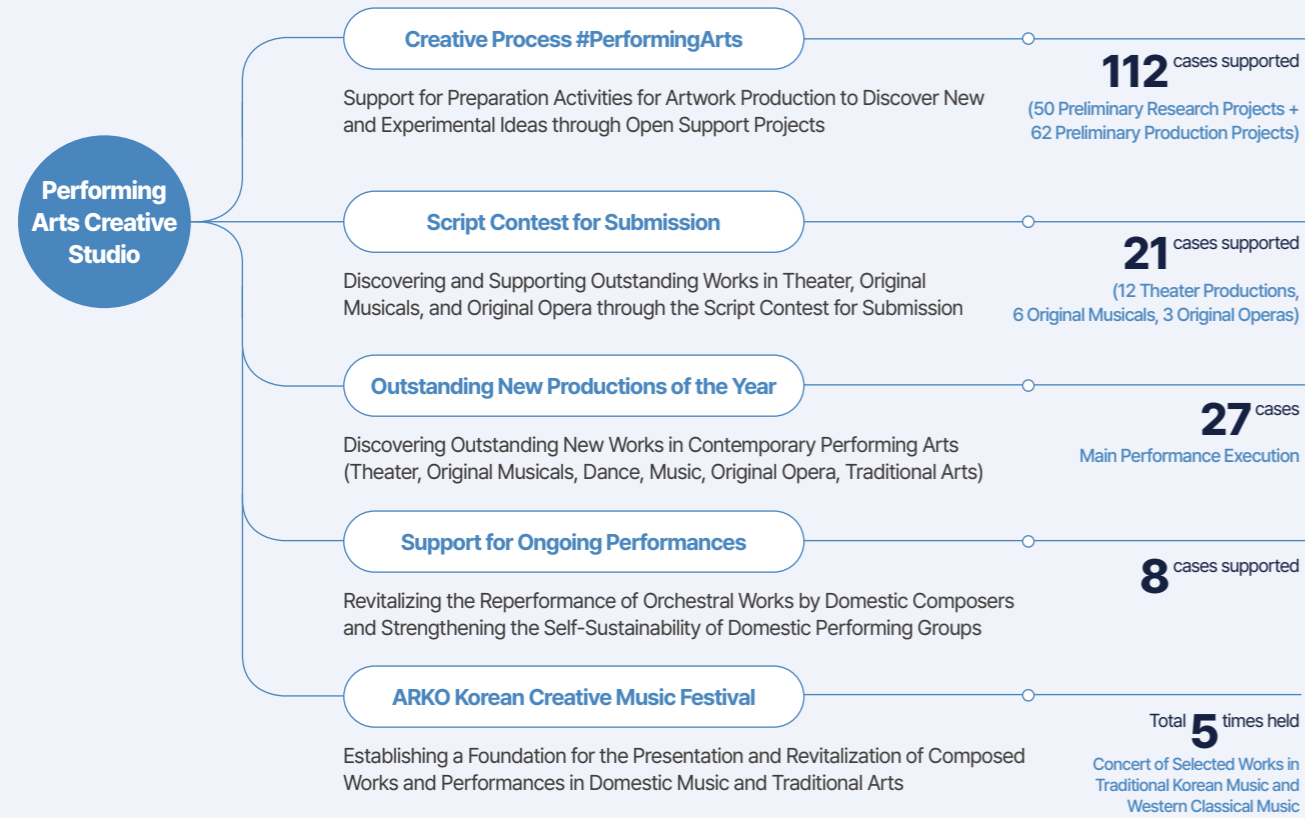 Performing
Arts Creative
Studio
Creative Process #PerformingArts
Support for Preparation Activities for Artwork Production to Discover New
and Experimental Ideas through Open Support Projects
112 cases supported
(50 Preliminary Research Projects +
62 Preliminary Production Projects)
Script Contest for Submission
Discovering and Supporting Outstanding Works in Theater, Original
Musicals, and Original Opera through the Script Contest for Submission
21 cases supported
(12 Theater Productions,
6 Original Musicals, 3 Original Operas)
Outstanding New Productions of the Year
Discovering Outstanding New Works in Contemporary Performing Arts
(Theater, Original Musicals, Dance, Music, Original Opera, Traditional Arts)
27 cases
Main Performance Execution
Support for Ongoing Performances
Revitalizing the Reperformance of Orchestral Works by Domestic Composers
and Strengthening the Self-Sustainability of Domestic Performing Groups
8 cases supported
ARKO Korean Creative Music Festival
Establishing a Foundation for the Presentation and Revitalization of Composed
Works and Performances in Domestic Music and Traditional Arts
Total 5 times held
Concert of Selected Works in
Traditional Korean Music and
Western Classical Music